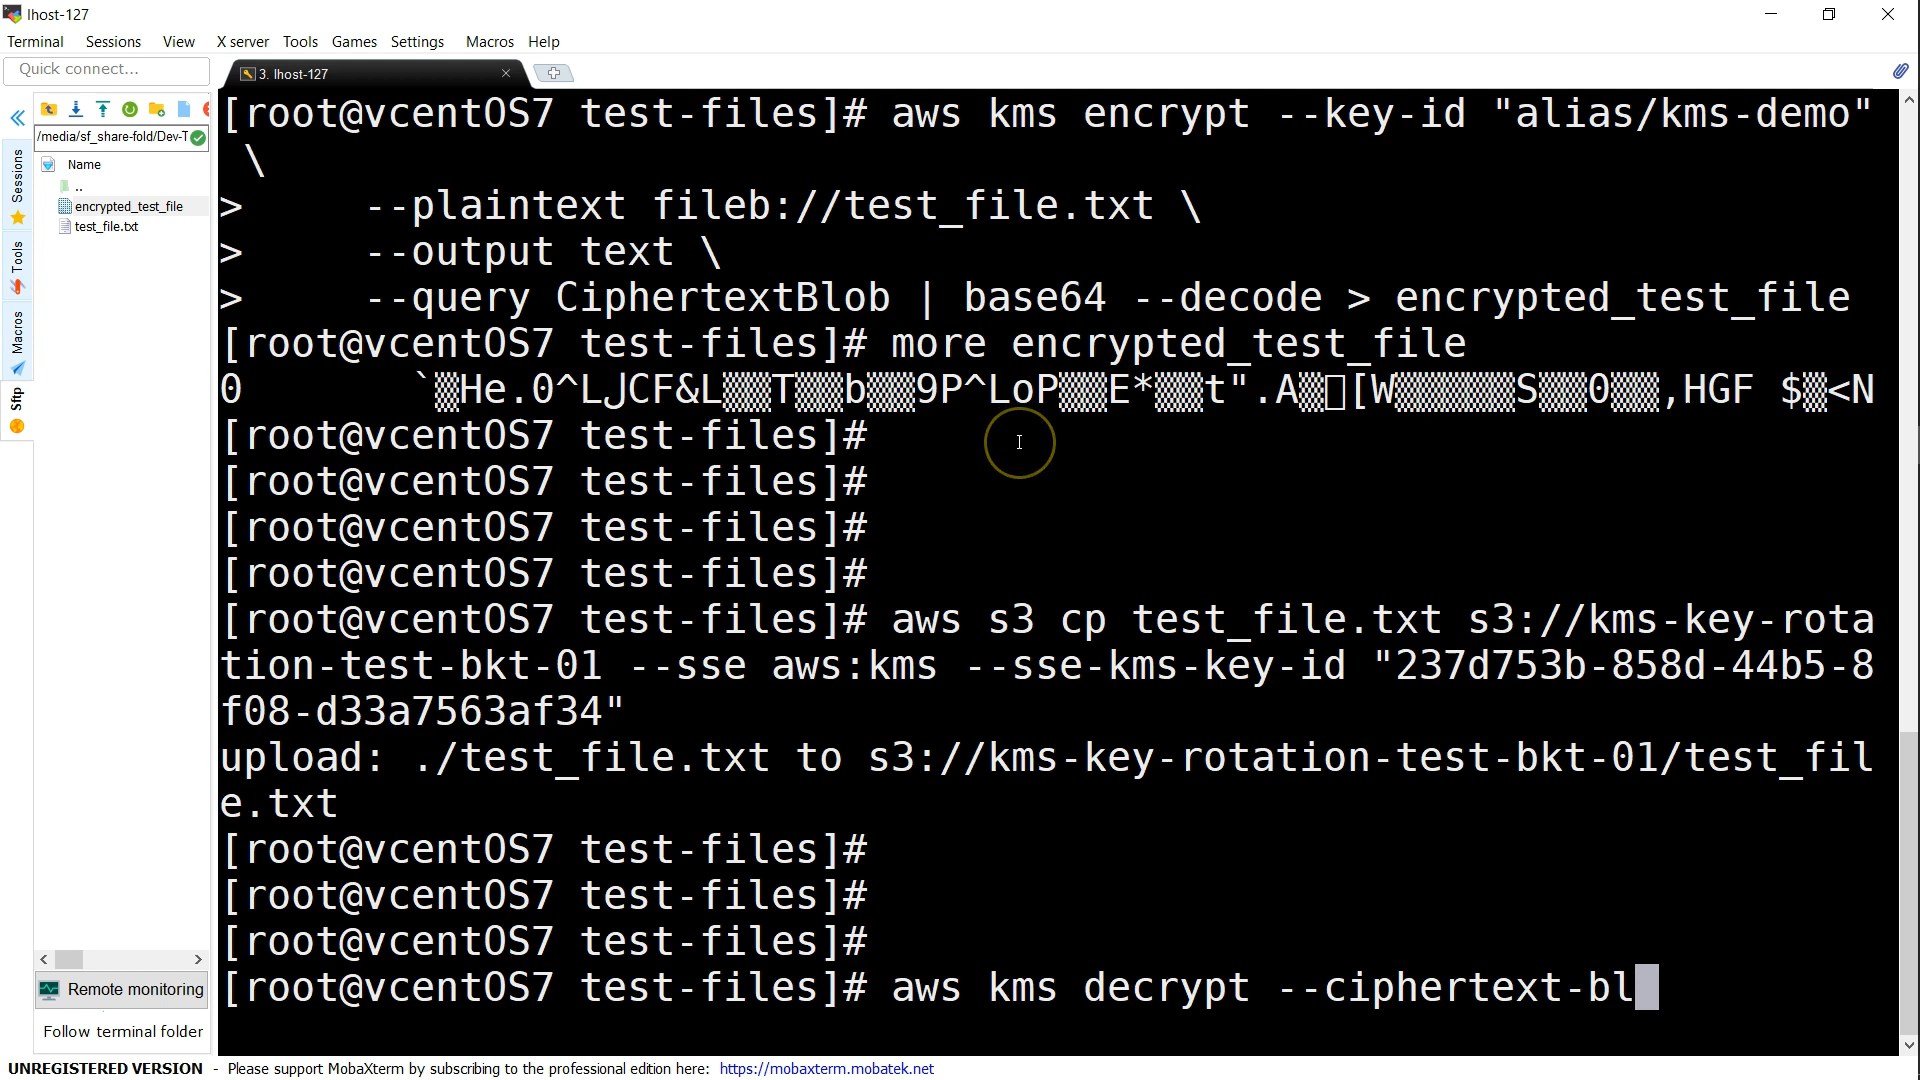 lhost-127
Terminal Sessions View X server Tools Games Settings Macros Help
Quick connect...
3. lhost-127
/media/sf_share-fold/Dev-T
Name
..
encrypted_test_file
test_file.txt
Sessions
Tools
Macros
Sftp
[root@vcentOS7 test-files]# aws kms encrypt --key-id "alias/kms-demo"
\
> --plaintext fileb://test_file.txt \
> --output text \
> --query CiphertextBlob | base64 --decode > encrypted_test_file
[root@vcentOS7 test-files]# more encrypted_test_file
[root@vcentOS7 test-files]#
[root@vcentOS7 test-files]#
[root@vcentOS7 test-files]#
[root@vcentOS7 test-files]#
[root@vcentOS7 test-files]# aws s3 cp test_file.txt s3://kms-key-rota
tion-test-bkt-01 --sse aws:kms --sse-kms-key-id "237d753b-858d-44b5-8
f08-d33a7563af34"
upload: ./test_file.txt to s3://kms-key-rotation-test-bkt-01/test_fil
e.txt
[root@vcentOS7 test-files]#
[root@vcentOS7 test-files]#
[root@vcentOS7 test-files]#
[root@vcentOS7 test-files]# aws kms decrypt --ciphertext-bl
Remote monitoring
Follow terminal folder
UNREGISTERED VERSION - Please support MobaXterm by subscribing to the professional edition here: https://mobaxterm.mobatek.net